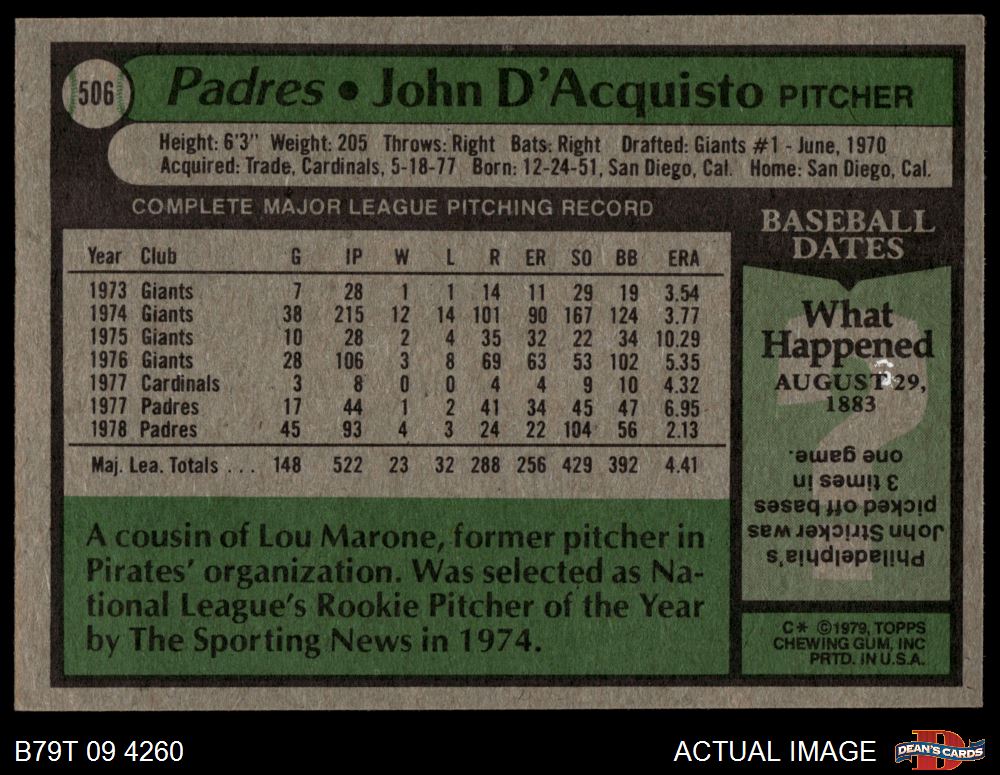 506
Padres • John D'Acquisto PITCHER
Height: 6'3" Weight: 205 Throws: Right Bats: Right Drafted: Giants #1 - June, 1970
Acquired: Trade, Cardinals, 5-18-77 Born: 12-24-51, San Diego, Cal. Home: San Diego, Cal.
COMPLETE MAJOR LEAGUE PITCHING RECORD
Year Club G IP W L R ER SO BB ERA
1973 Giants 7 28 1 1 14 11 29 19 3.54
1974 Giants 38 215 12 14 101 90 167 124 3.77
1975 Giants 10 28 2 4 35 32 22 34 10.29
1976 Giants 28 106 3 8 69 63 53 102 5.35
1977 Cardinals 3 8 0 0 4 4 9 10 4.32
1977 Padres 17 44 1 2 41 34 45 47 6.95
1978 Padres 45 93 4 3 24 22 104 56 2.13
Maj. Lea. Totals . . . 148 522 23 32 288 256 429 392 4.41
A cousin of Lou Marone, former pitcher in
Pirates' organization. Was selected as Na-
tional League's Rookie Pitcher of the Year
by The Sporting News in 1974.
BASEBALL
DATES
What
Happened
AUGUST 29,
1883
Philadelphia's
John Stricker was
picked off bases
3 times in
one game.
C* ©1979, TOPPS
CHEWING GUM, INC
PRTD. IN U.S.A.
B79T 09 4260
ACTUAL IMAGE
D
DEAN'S CARDS